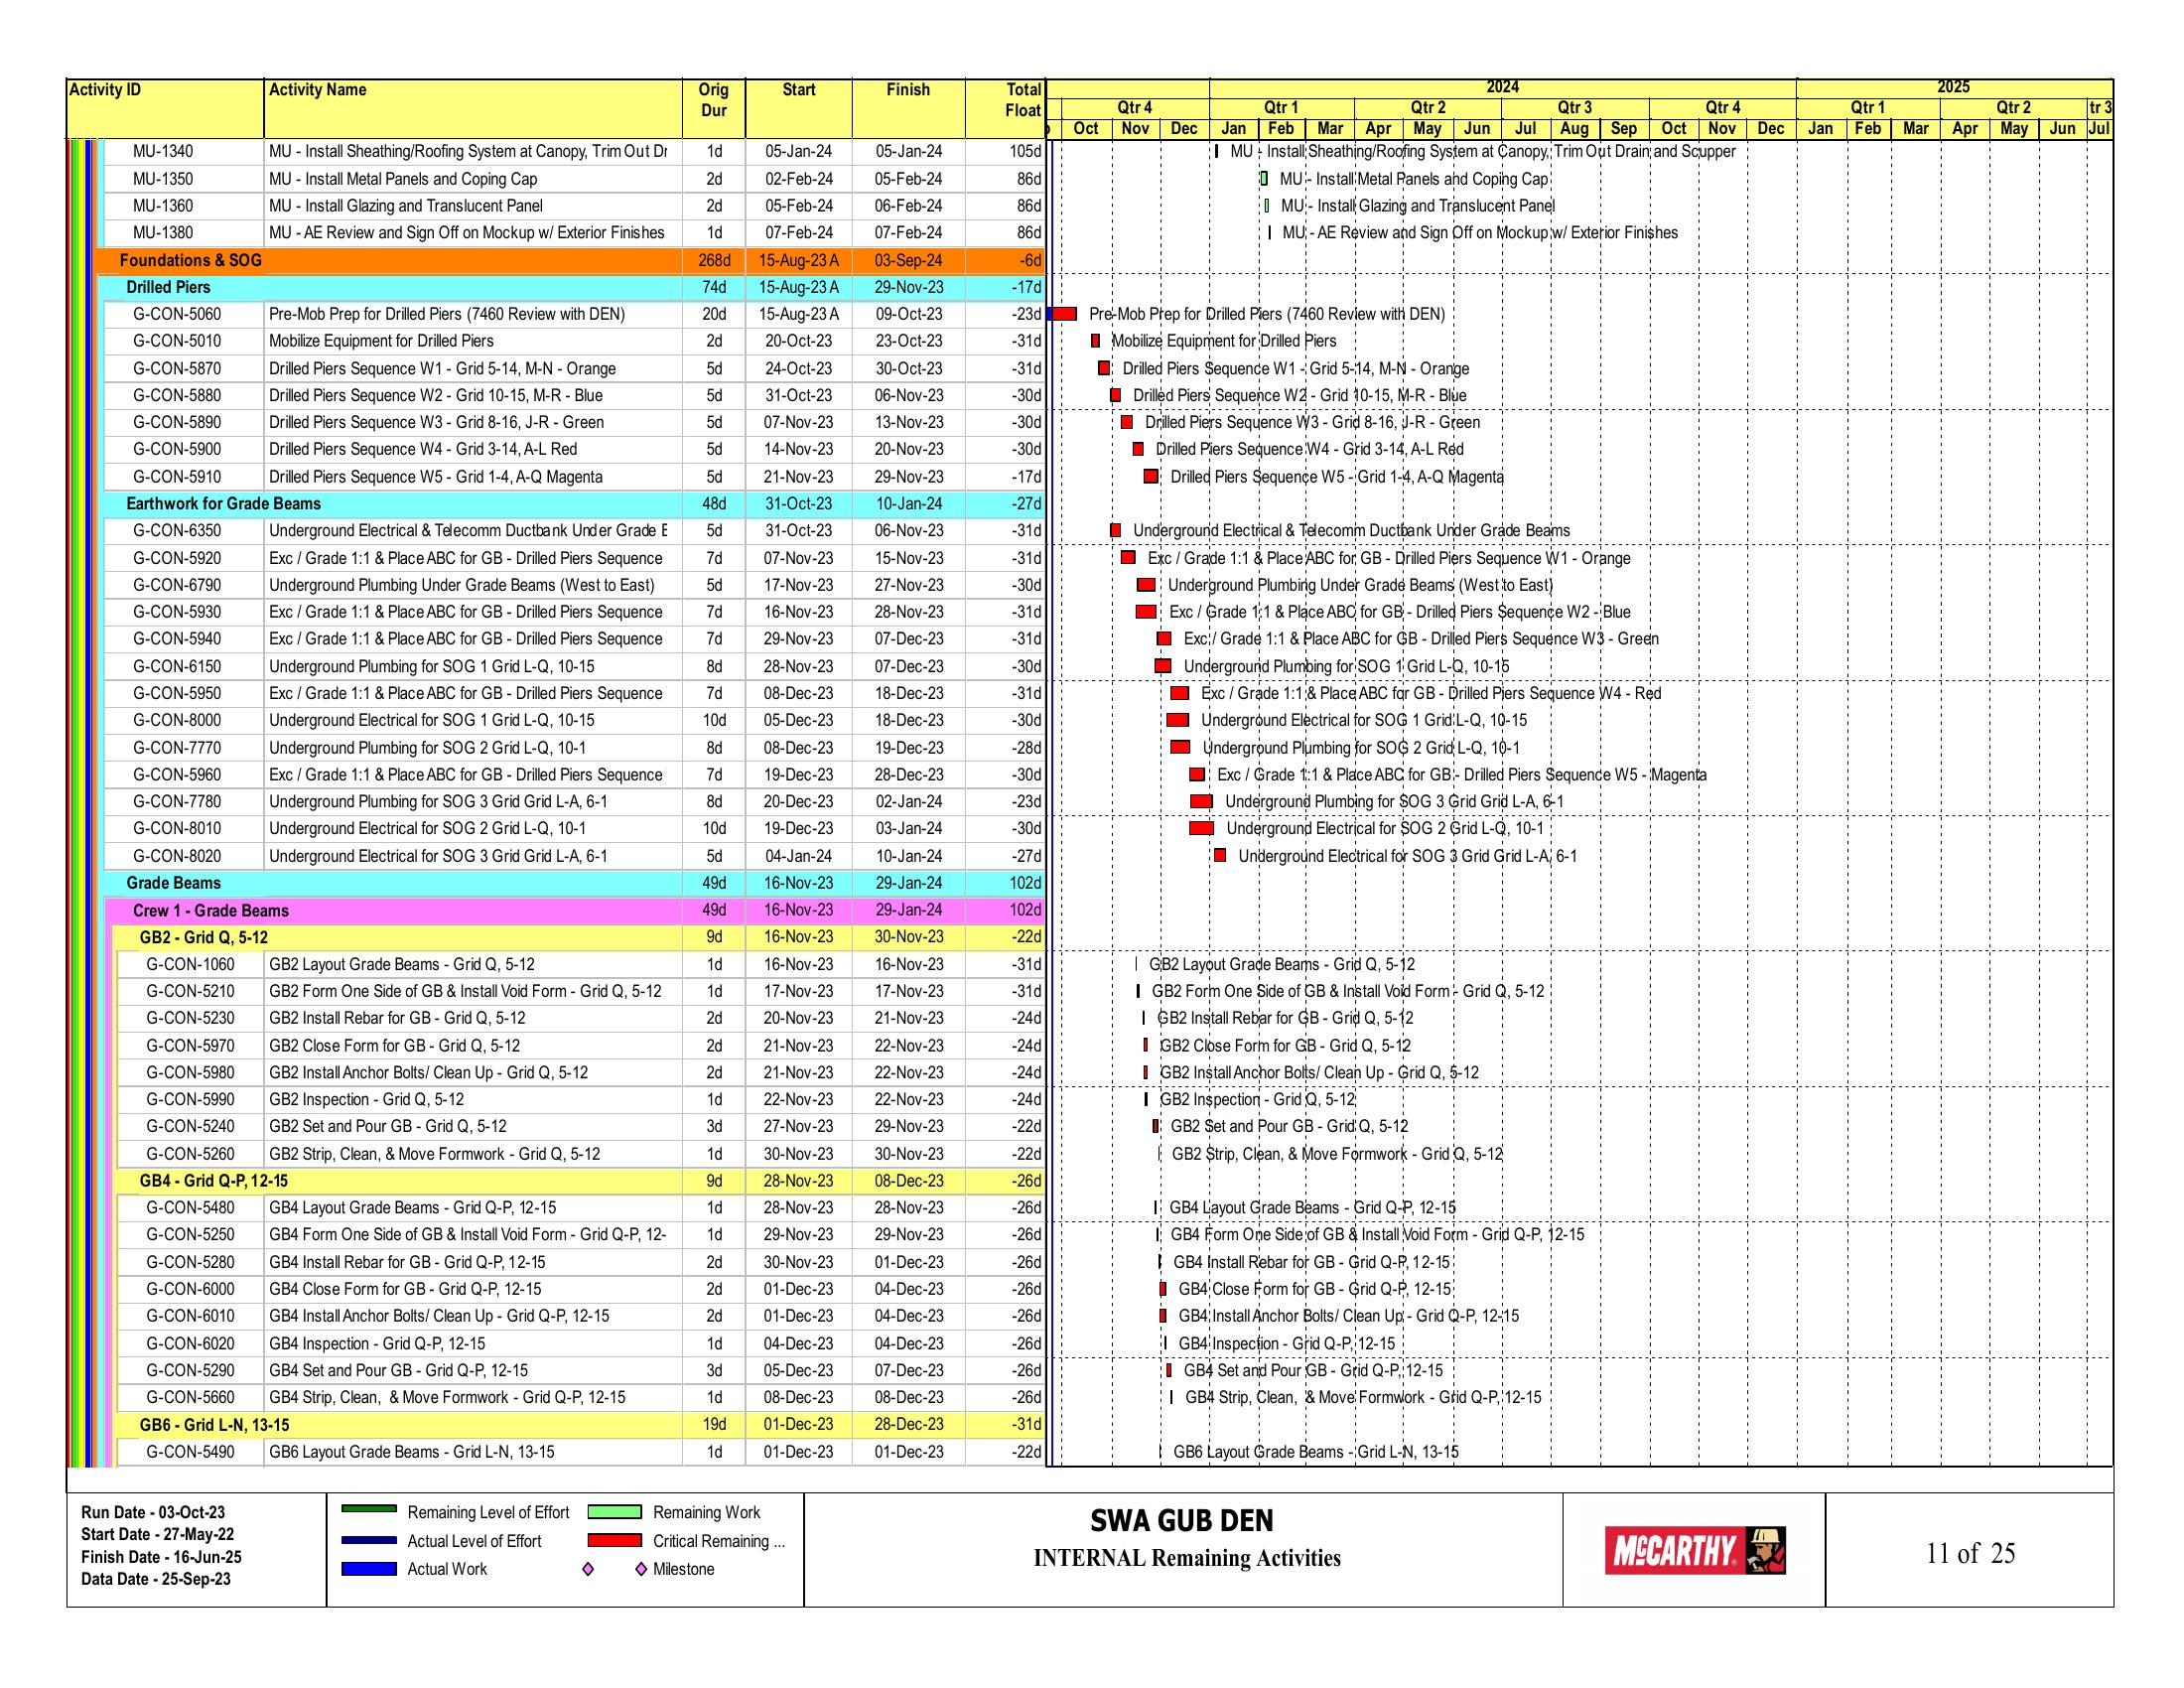 Activity ID Activity Name Orig Dur Start Finish Total Float
2024 2025
Qtr 4 Qtr 1 Qtr 2 Qtr 3 Qtr 4 Qtr 1 Qtr 2 tr 3
Oct Nov Dec Jan Feb Mar Apr May Jun Jul Aug Sep Oct Nov Dec Jan Feb Mar Apr May Jun Jul
MU-1340 MU - Install Sheathing/Roofing System at Canopy, Trim Out Dr 1d 05-Jan-24 05-Jan-24 105d MU - Install Sheathing/Roofing System at Canopy, Trim Out Drain and Scupper
MU-1350 MU - Install Metal Panels and Coping Cap 2d 02-Feb-24 05-Feb-24 86d MU - Install Metal Panels and Coping Cap
MU-1360 MU - Install Glazing and Translucent Panel 2d 05-Feb-24 06-Feb-24 86d MU - Install Glazing and Translucent Panel
MU-1380 MU - AE Review and Sign Off on Mockup w/ Exterior Finishes 1d 07-Feb-24 07-Feb-24 86d MU - AE Review and Sign Off on Mockup w/ Exterior Finishes
Foundations & SOG 268d 15-Aug-23 A 03-Sep-24 -6d
Drilled Piers 74d 15-Aug-23 A 29-Nov-23 -17d
G-CON-5060 Pre-Mob Prep for Drilled Piers (7460 Review with DEN) 20d 15-Aug-23 A 09-Oct-23 -23d Pre-Mob Prep for Drilled Piers (7460 Review with DEN)
G-CON-5010 Mobilize Equipment for Drilled Piers 2d 20-Oct-23 23-Oct-23 -31d Mobilize Equipment for Drilled Piers
G-CON-5870 Drilled Piers Sequence W1 - Grid 5-14, M-N - Orange 5d 24-Oct-23 30-Oct-23 -31d Drilled Piers Sequence W1 - Grid 5-14, M-N - Orange
G-CON-5880 Drilled Piers Sequence W2 - Grid 10-15, M-R - Blue 5d 31-Oct-23 06-Nov-23 -30d Drilled Piers Sequence W2 - Grid 10-15, M-R - Blue
G-CON-5890 Drilled Piers Sequence W3 - Grid 8-16, J-R - Green 5d 07-Nov-23 13-Nov-23 -30d Drilled Piers Sequence W3 - Grid 8-16, J-R - Green
G-CON-5900 Drilled Piers Sequence W4 - Grid 3-14, A-L Red 5d 14-Nov-23 20-Nov-23 -30d Drilled Piers Sequence W4 - Grid 3-14, A-L Red
G-CON-5910 Drilled Piers Sequence W5 - Grid 1-4, A-Q Magenta 5d 21-Nov-23 29-Nov-23 -17d Drilled Piers Sequence W5 - Grid 1-4, A-Q Magenta
Earthwork for Grade Beams 48d 31-Oct-23 10-Jan-24 -27d
G-CON-6350 Underground Electrical & Telecomm Ductbank Under Grade B 5d 31-Oct-23 06-Nov-23 -31d Underground Electrical & Telecomm Ductbank Under Grade Beams
G-CON-5920 Exc / Grade 1:1 & Place ABC for GB - Drilled Piers Sequence 7d 07-Nov-23 15-Nov-23 -31d Exc / Grade 1:1 & Place ABC for GB - Drilled Piers Sequence W1 - Orange
G-CON-6790 Underground Plumbing Under Grade Beams (West to East) 5d 17-Nov-23 27-Nov-23 -30d Underground Plumbing Under Grade Beams (West to East)
G-CON-5930 Exc / Grade 1:1 & Place ABC for GB - Drilled Piers Sequence 7d 16-Nov-23 28-Nov-23 -31d Exc / Grade 1:1 & Place ABC for GB - Drilled Piers Sequence W2 - Blue
G-CON-5940 Exc / Grade 1:1 & Place ABC for GB - Drilled Piers Sequence 7d 29-Nov-23 07-Dec-23 -31d Exc / Grade 1:1 & Place ABC for GB - Drilled Piers Sequence W3 - Green
G-CON-6150 Underground Plumbing for SOG 1 Grid L-Q, 10-15 8d 28-Nov-23 07-Dec-23 -30d Underground Plumbing for SOG 1 Grid L-Q, 10-15
G-CON-5950 Exc / Grade 1:1 & Place ABC for GB - Drilled Piers Sequence 7d 08-Dec-23 18-Dec-23 -31d Exc / Grade 1:1 & Place ABC for GB - Drilled Piers Sequence W4 - Red
G-CON-8000 Underground Electrical for SOG 1 Grid L-Q, 10-15 10d 05-Dec-23 18-Dec-23 -30d Underground Electrical for SOG 1 Grid L-Q, 10-15
G-CON-7770 Underground Plumbing for SOG 2 Grid L-Q, 10-1 8d 08-Dec-23 19-Dec-23 -28d Underground Plumbing for SOG 2 Grid L-Q, 10-1
G-CON-5960 Exc / Grade 1:1 & Place ABC for GB - Drilled Piers Sequence 7d 19-Dec-23 28-Dec-23 -30d Exc / Grade 1:1 & Place ABC for GB - Drilled Piers Sequence W5 - Magenta
G-CON-7780 Underground Plumbing for SOG 3 Grid Grid L-A, 6-1 8d 20-Dec-23 02-Jan-24 -23d Underground Plumbing for SOG 3 Grid Grid L-A, 6-1
G-CON-8010 Underground Electrical for SOG 2 Grid L-Q, 10-1 10d 19-Dec-23 03-Jan-24 -30d Underground Electrical for SOG 2 Grid L-Q, 10-1
G-CON-8020 Underground Electrical for SOG 3 Grid Grid L-A, 6-1 5d 04-Jan-24 10-Jan-24 -27d Underground Electrical for SOG 3 Grid Grid L-A, 6-1
Grade Beams 49d 16-Nov-23 29-Jan-24 102d
Crew 1 - Grade Beams 49d 16-Nov-23 29-Jan-24 102d
GB2 - Grid Q, 5-12 9d 16-Nov-23 30-Nov-23 -22d
G-CON-1060 GB2 Layout Grade Beams - Grid Q, 5-12 1d 16-Nov-23 16-Nov-23 -31d GB2 Layout Grade Beams - Grid Q, 5-12
G-CON-5210 GB2 Form One Side of GB & Install Void Form - Grid Q, 5-12 1d 17-Nov-23 17-Nov-23 -31d GB2 Form One Side of GB & Install Void Form - Grid Q, 5-12
G-CON-5230 GB2 Install Rebar for GB - Grid Q, 5-12 2d 20-Nov-23 21-Nov-23 -24d GB2 Install Rebar for GB - Grid Q, 5-12
G-CON-5970 GB2 Close Form for GB - Grid Q, 5-12 2d 21-Nov-23 22-Nov-23 -24d GB2 Close Form for GB - Grid Q, 5-12
G-CON-5980 GB2 Install Anchor Bolts/ Clean Up - Grid Q, 5-12 2d 21-Nov-23 22-Nov-23 -24d GB2 Install Anchor Bolts/ Clean Up - Grid Q, 5-12
G-CON-5990 GB2 Inspection - Grid Q, 5-12 1d 22-Nov-23 22-Nov-23 -24d GB2 Inspection - Grid Q, 5-12
G-CON-5240 GB2 Set and Pour GB - Grid Q, 5-12 3d 27-Nov-23 29-Nov-23 -22d GB2 Set and Pour GB - Grid Q, 5-12
G-CON-5260 GB2 Strip, Clean, & Move Formwork - Grid Q, 5-12 1d 30-Nov-23 30-Nov-23 -22d GB2 Strip, Clean, & Move Formwork - Grid Q, 5-12
GB4 - Grid Q-P, 12-15 9d 28-Nov-23 08-Dec-23 -26d
G-CON-5480 GB4 Layout Grade Beams - Grid Q-P, 12-15 1d 28-Nov-23 28-Nov-23 -26d GB4 Layout Grade Beams - Grid Q-P, 12-15
G-CON-5250 GB4 Form One Side of GB & Install Void Form - Grid Q-P, 12- 1d 29-Nov-23 29-Nov-23 -26d GB4 Form One Side of GB & Install Void Form - Grid Q-P, 12-15
G-CON-5280 GB4 Install Rebar for GB - Grid Q-P, 12-15 2d 30-Nov-23 01-Dec-23 -26d GB4 Install Rebar for GB - Grid Q-P, 12-15
G-CON-6000 GB4 Close Form for GB - Grid Q-P, 12-15 2d 01-Dec-23 04-Dec-23 -26d GB4 Close Form for GB - Grid Q-P, 12-15
G-CON-6010 GB4 Install Anchor Bolts/ Clean Up - Grid Q-P, 12-15 2d 01-Dec-23 04-Dec-23 -26d GB4 Install Anchor Bolts/ Clean Up - Grid Q-P, 12-15
G-CON-6020 GB4 Inspection - Grid Q-P, 12-15 1d 04-Dec-23 04-Dec-23 -26d GB4 Inspection - Grid Q-P, 12-15
G-CON-5290 GB4 Set and Pour GB - Grid Q-P, 12-15 3d 05-Dec-23 07-Dec-23 -26d GB4 Set and Pour GB - Grid Q-P, 12-15
G-CON-5660 GB4 Strip, Clean, & Move Formwork - Grid Q-P, 12-15 1d 08-Dec-23 08-Dec-23 -26d GB4 Strip, Clean, & Move Formwork - Grid Q-P, 12-15
GB6 - Grid L-N, 13-15 19d 01-Dec-23 28-Dec-23 -31d
G-CON-5490 GB6 Layout Grade Beams - Grid L-N, 13-15 1d 01-Dec-23 01-Dec-23 -22d GB6 Layout Grade Beams - Grid L-N, 13-15
Run Date - 03-Oct-23
Start Date - 27-May-22
Finish Date - 16-Jun-25
Data Date - 25-Sep-23
Remaining Level of Effort Remaining Work
Actual Level of Effort Critical Remaining ...
Actual Work Milestone
SWA GUB DEN
INTERNAL Remaining Activities
McCARTHY
11 of 25